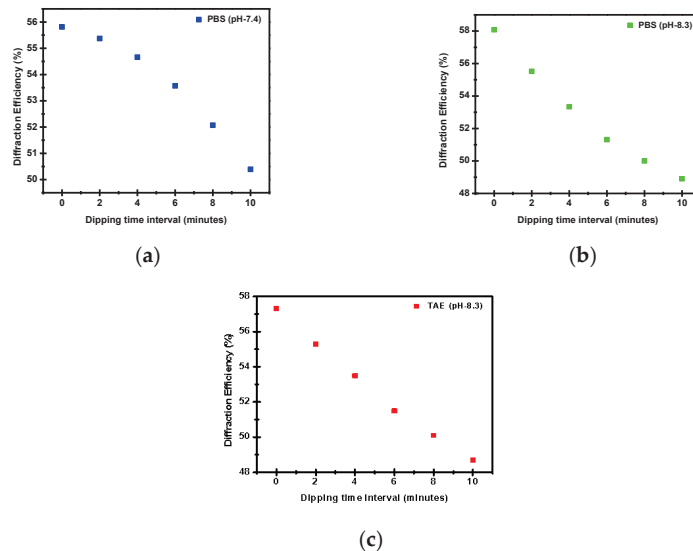 PBS (pH-7.4)
56
55
54
53
52
51
50
Diffraction Efficiency (%)
0 2 4 6 8 10
Dipping time interval (minutes)
(a)
PBS (pH-8.3)
58
56
54
52
50
48
Diffraction Efficiency (%)
0 2 4 6 8 10
Dipping time interval (minutes)
(b)
TAE (pH-8.3)
58
56
54
52
50
48
Diffraction Efficiency (%)
0 2 4 6 8 10
Dipping time Interval (minutes)
(c)